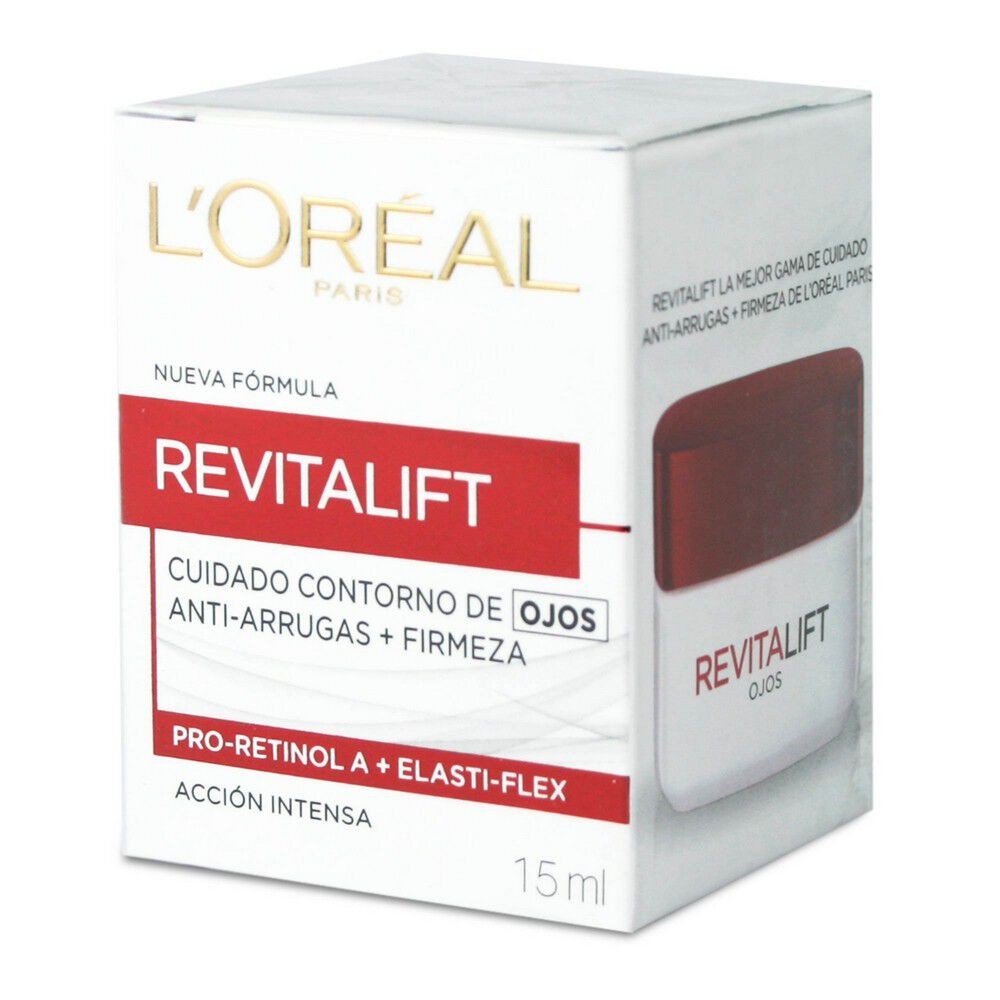 L'ORÉAL
PARIS
NUEVA FÓRMULA
REVITALIFT
CUIDADO CONTORNO DE OJOS
ANTI-ARRUGAS + FIRMEZA
PRO-RETINOL A + ELASTI-FLEX
ACCIÓN INTENSA
15 ml
REVITALIFT LA MEJOR GAMA DE CUIDADO
ANTI-ARRUGAS + FIRMEZA DE L'ORÉAL PARIS
REVITALIFT
OJOS